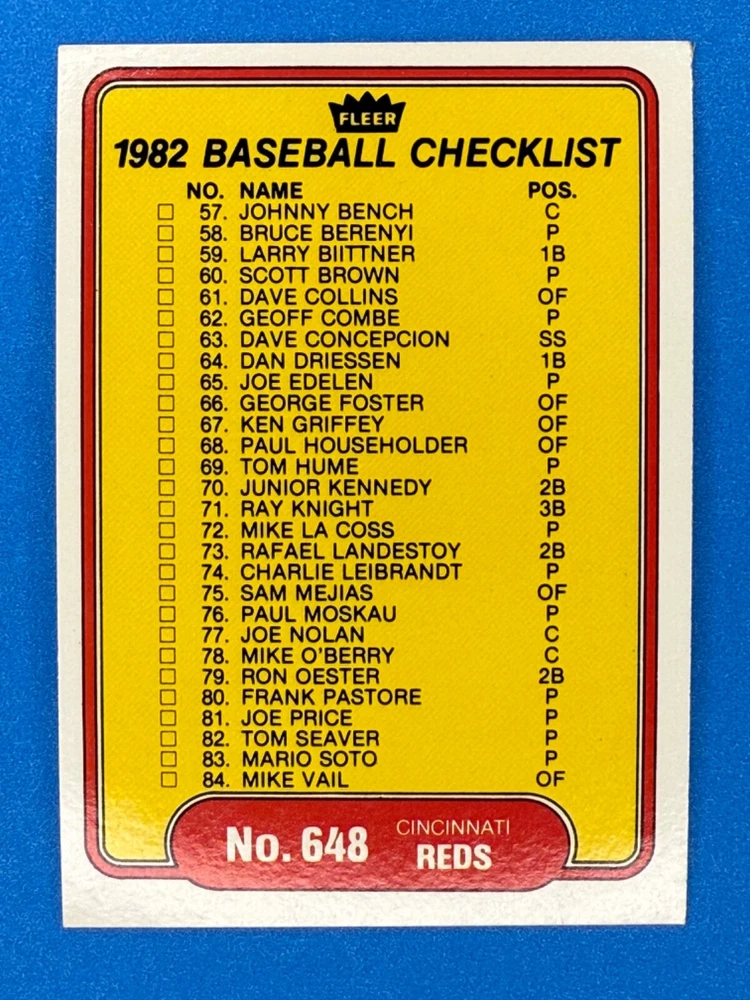 FLEER
1982 BASEBALL CHECKLIST
NO. NAME POS.
57. JOHNNY BENCH C
58. BRUCE BERENYI P
59. LARRY BIITTNER 1B
60. SCOTT BROWN P
61. DAVE COLLINS OF
62. GEOFF COMBE P
63. DAVE CONCEPCION SS
64. DAN DRIESSEN 1B
65. JOE EDELEN P
66. GEORGE FOSTER OF
67. KEN GRIFFEY OF
68. PAUL HOUSEHOLDER OF
69. TOM HUME P
70. JUNIOR KENNEDY 2B
71. RAY KNIGHT 3B
72. MIKE LA COSS P
73. RAFAEL LANDESTOY 2B
74. CHARLIE LEIBRANDT P
75. SAM MEJIAS OF
76. PAUL MOSKAU P
77. JOE NOLAN C
78. MIKE O'BERRY C
79. RON OESTER 2B
80. FRANK PASTORE P
81. JOE PRICE P
82. TOM SEAVER P
83. MARIO SOTO P
84. MIKE VAIL OF
No. 648
CINCINNATI
REDS